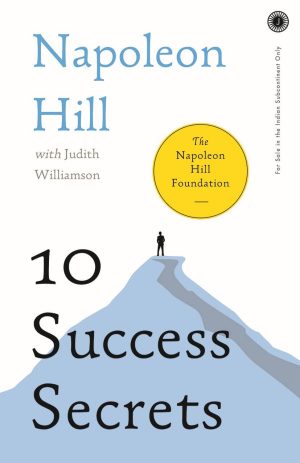 Napoleon
Hill
with Judith
Williamson
The
Napoleon
Hill
Foundation
For Sale in the Indian Subcontinent Only
10
Success
Secrets